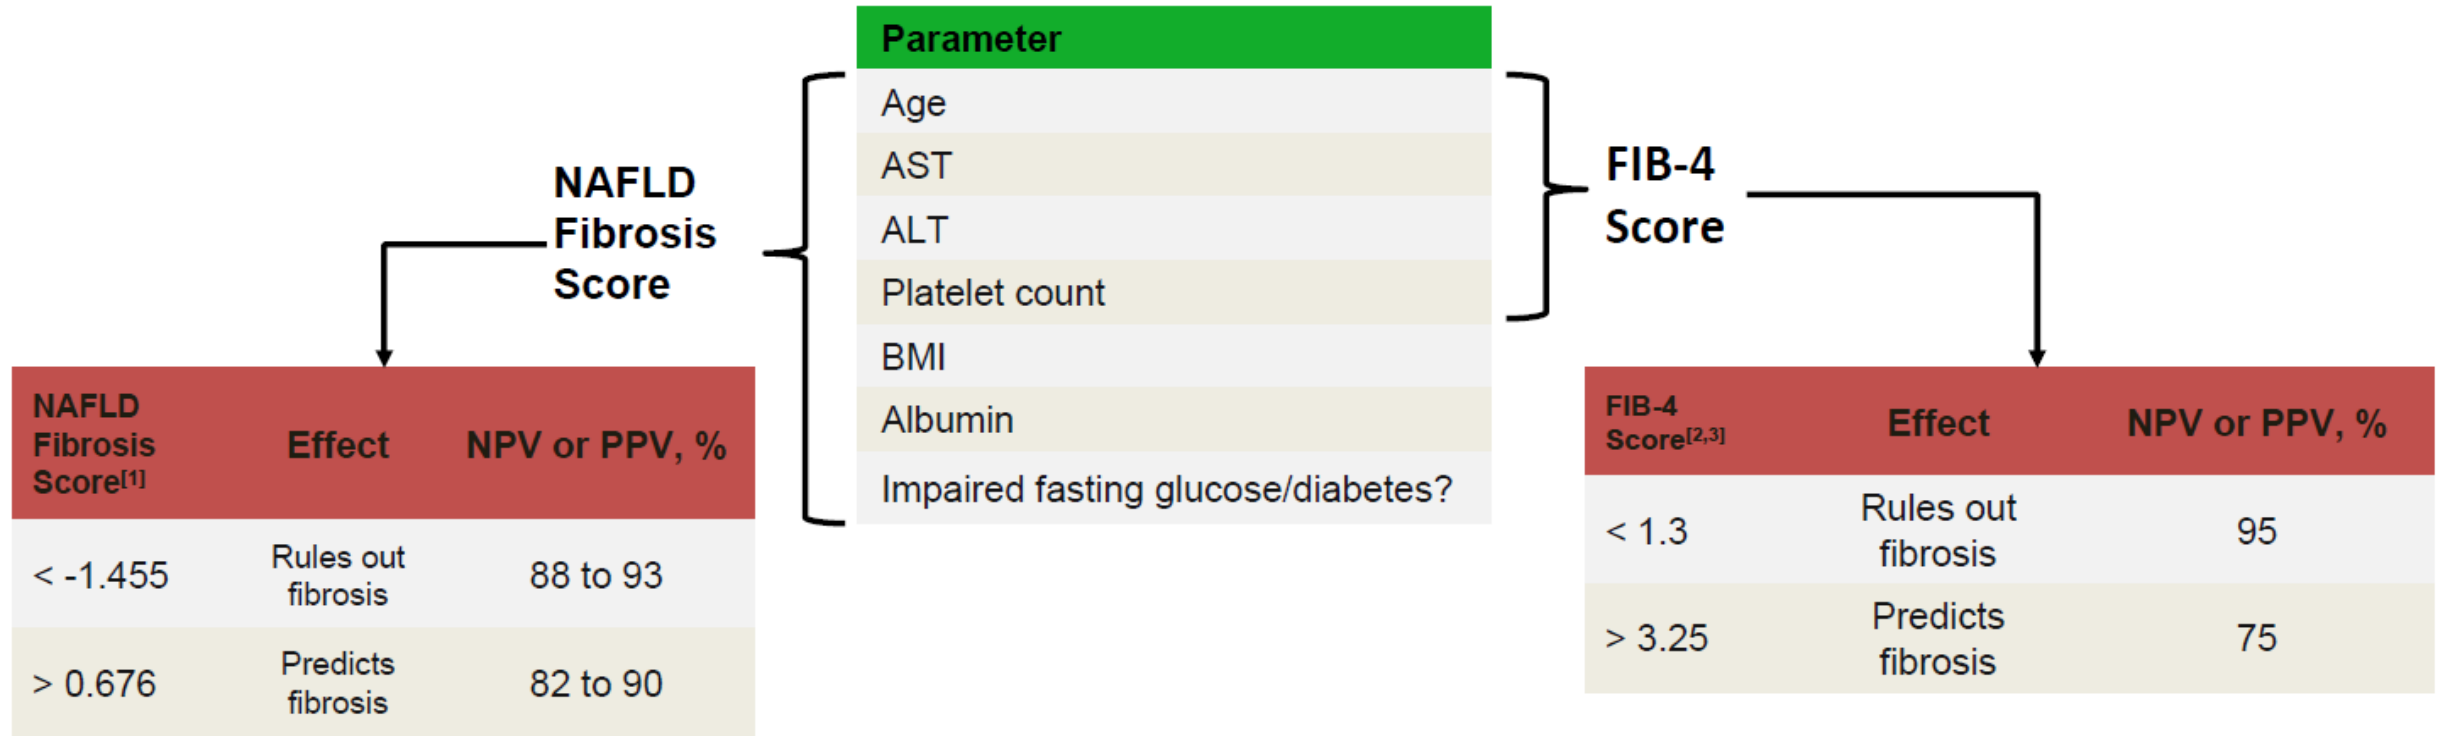 Parameter
Age
AST
ALT
Platelet count
BMI
Albumin
Impaired fasting glucose/diabetes?
NAFLD
Fibrosis
Score
FIB-4
Score
NAFLD
Fibrosis
Score[1]
Effect
NPV or PPV, %
< -1.455
Rules out
fibrosis
88 to 93
> 0.676
Predicts
fibrosis
82 to 90
FIB-4
Score[2,3]
Effect
NPV or PPV, %
< 1.3
Rules out
fibrosis
95
> 3.25
Predicts
fibrosis
75